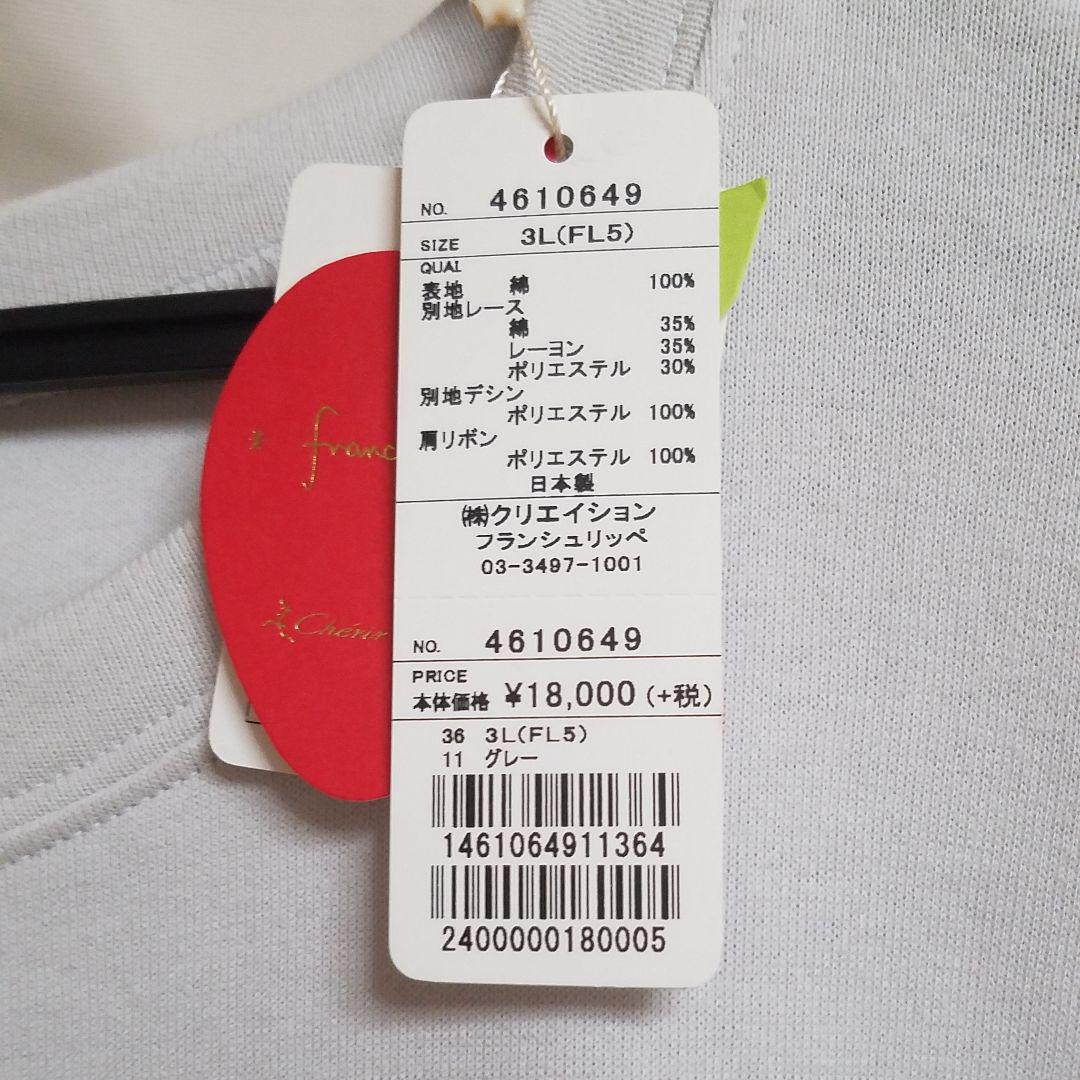 NO. 4610649
SIZE 3L(FL5)
QUAL
表地 綿 100%
別地レース
綿 35%
レーヨン 35%
ポリエステル 30%
別地デシン
ポリエステル 100%
肩リボン
ポリエステル 100%
日本製
㈱クリエイション
フランシュリッペ
03-3497-1001
NO. 4610649
PRICE
本体価格 ¥18,000 (+税)
36 3L(FL5)
11 グレー
1461064911364
2400000180005
franc
Chérir